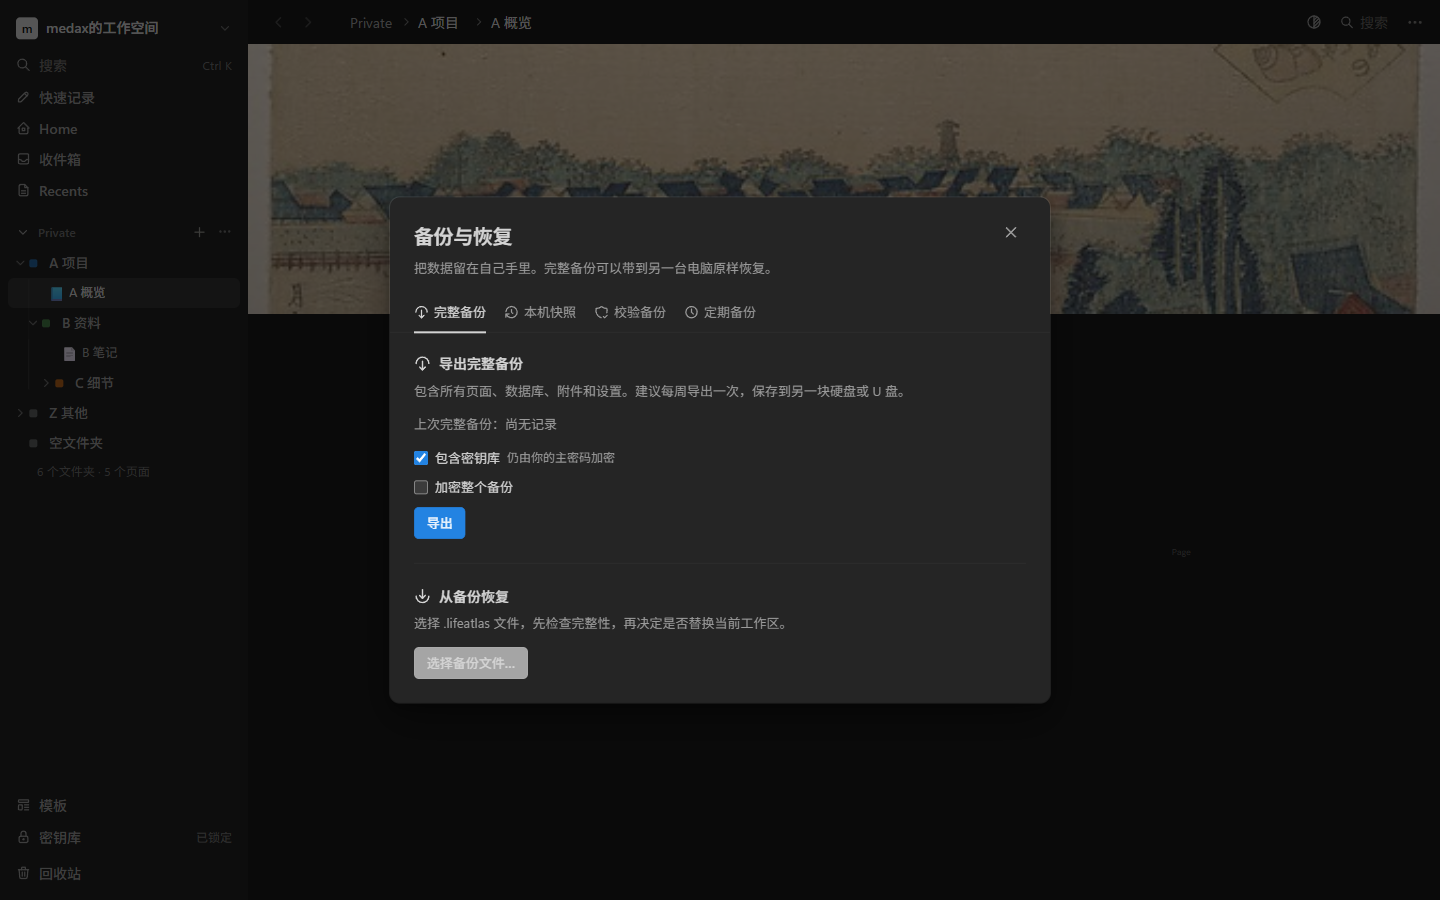 m medax的工作空间
搜索 Ctrl K
快速记录
Home
收件箱
Recents
Private
A 项目
A 概览
B 资料
B 笔记
C 细节
Z 其他
空文件夹
6 个文件夹 · 5 个页面
模板
密钥库 已锁定
回收站
Private A 项目 A 概览
搜索
备份与恢复
把数据留在自己手里。完整备份可以带到另一台电脑原样恢复。
完整备份 本机快照 校验备份 定期备份
导出完整备份
包含所有页面、数据库、附件和设置。建议每周导出一次，保存到另一块硬盘或 U 盘。
上次完整备份：尚无记录
包含密钥库 仍由你的主密码加密
加密整个备份
导出
从备份恢复
选择 .lifeatlas 文件，先检查完整性，再决定是否替换当前工作区。
选择备份文件...
Page